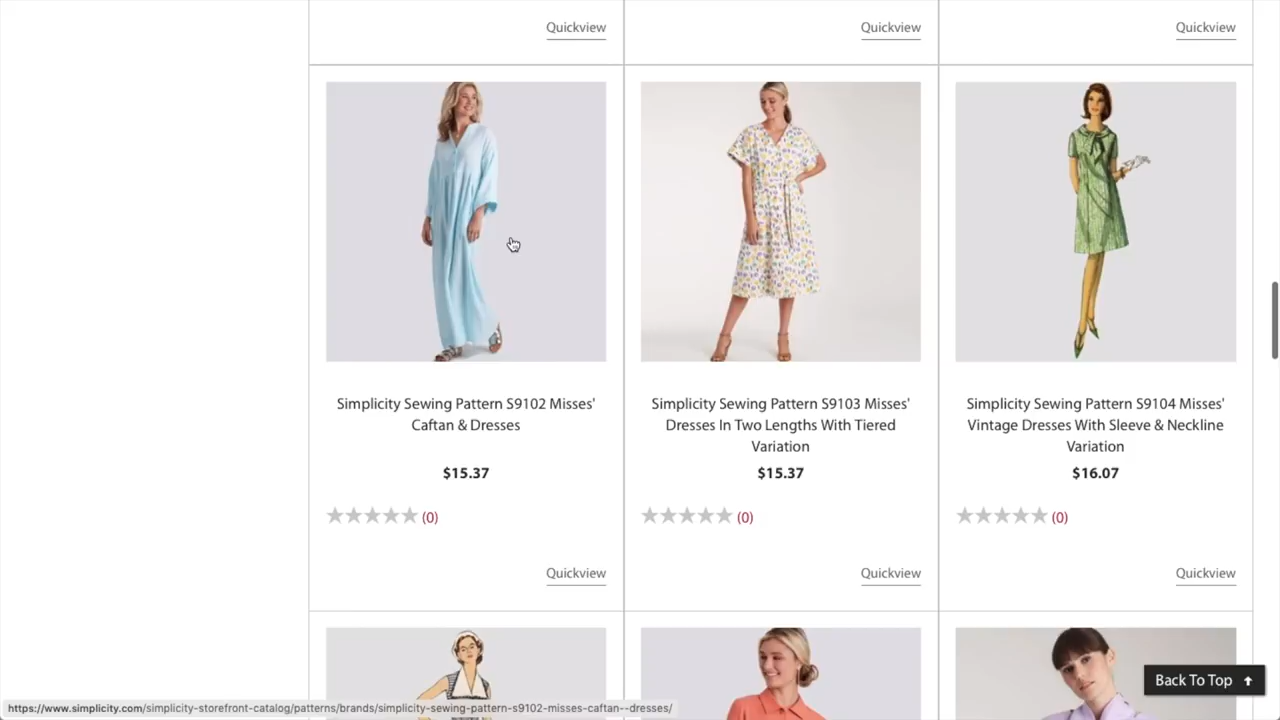 Quickview
Quickview
Quickview
Simplicity Sewing Pattern S9102 Misses'
Caftan & Dresses
$15.37
(0)
Quickview
Simplicity Sewing Pattern S9103 Misses'
Dresses In Two Lengths With Tiered
Variation
$15.37
(0)
Quickview
Simplicity Sewing Pattern S9104 Misses'
Vintage Dresses With Sleeve & Neckline
Variation
$16.07
(0)
Quickview
Back To Top
https://www.simplicity.com/simplicity-storefront-catalog/patterns/brands/simplicity-sewing-pattern-s9102-misses-caftan--dresses/